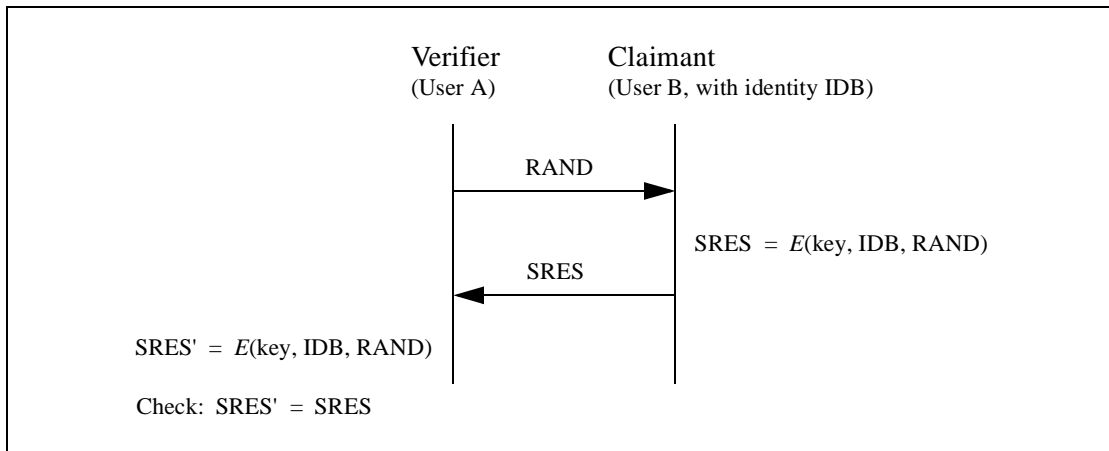 Verifier
(User A)
Claimant
(User B, with identity IDB)
RAND
SRES = E(key, IDB, RAND)
SRES
SRES' = E(key, IDB, RAND)
Check: SRES' = SRES